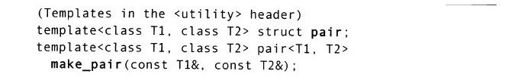 (Templates in the <utility> header)
template<class T1, class T2> struct pair;
template<class T1, class T2> pair<T1, T2>
make_pair(const T1&, const T2&);